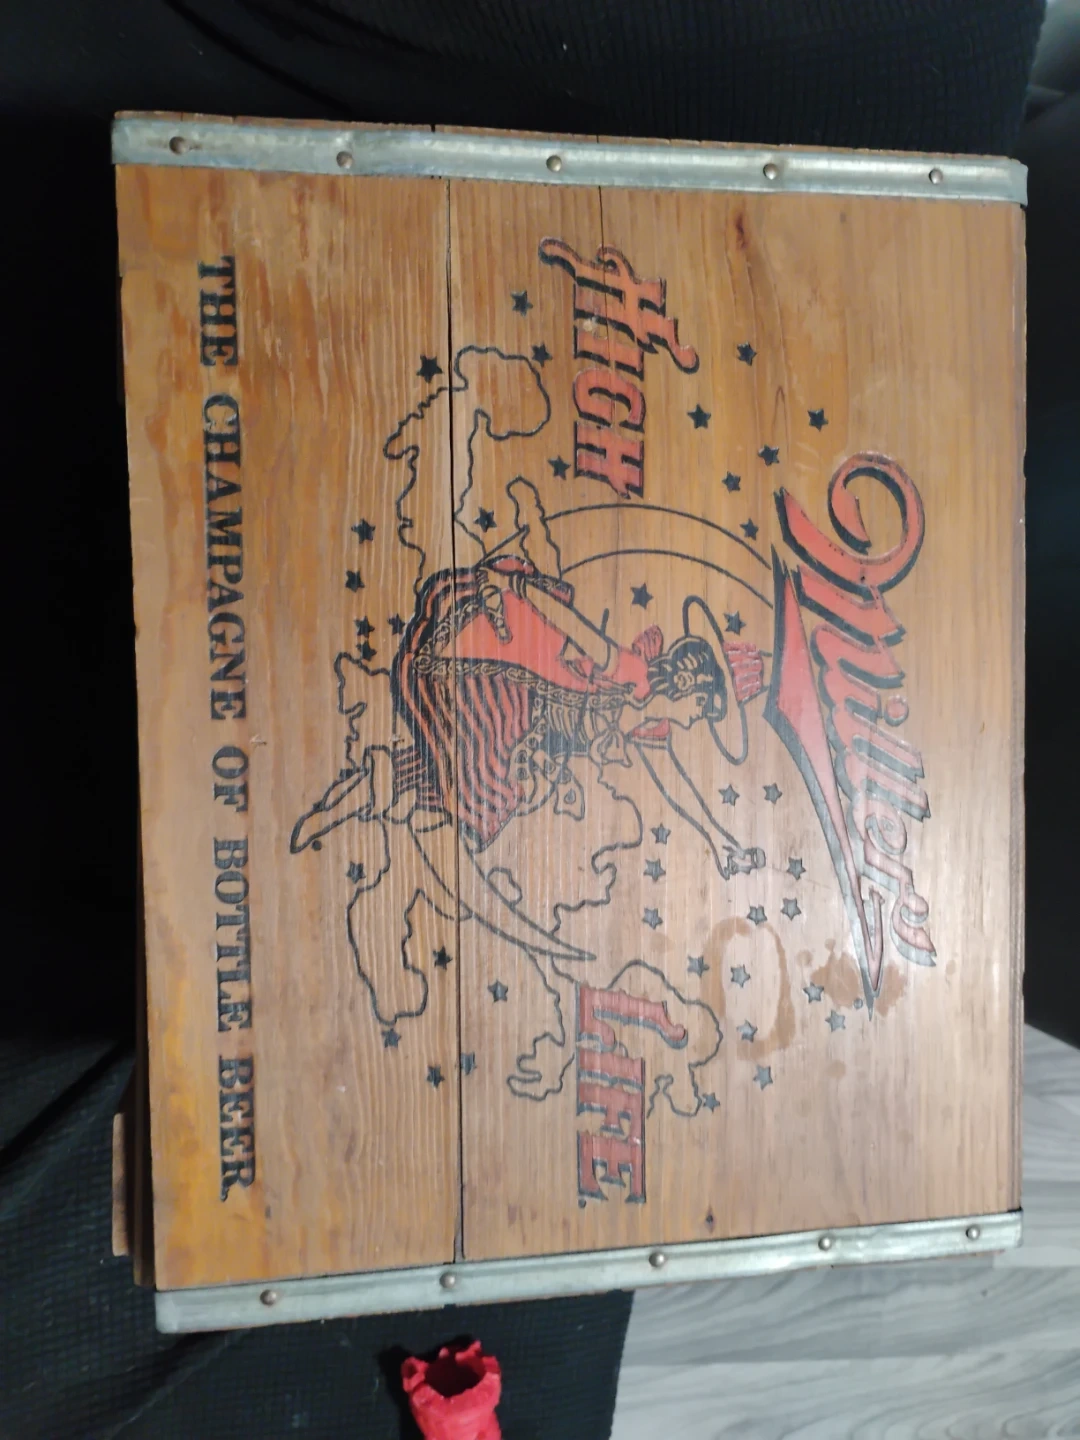 "Miller"
HIGH LIFE.
THE CHAMPAGNE OF BOTTLE BEER.